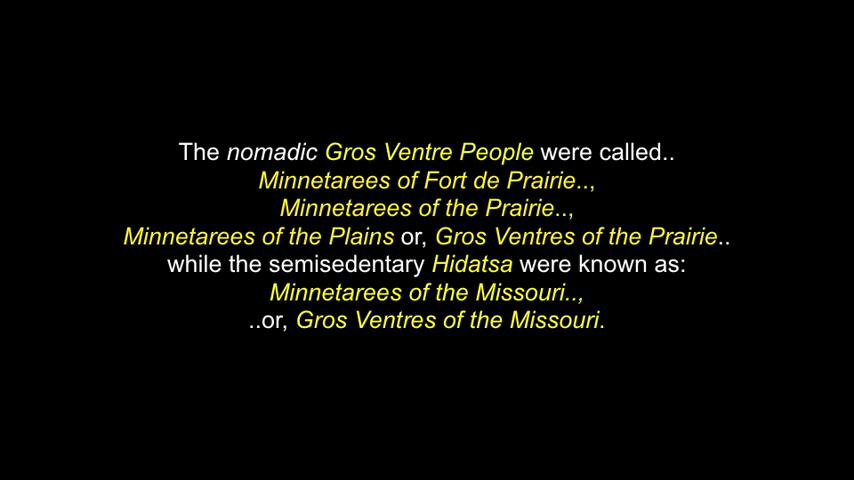 The nomadic Gros Ventre People were called..
Minnetarees of Fort de Prairie..,
Minnetarees of the Prairie..,
Minnetarees of the Plains or, Gros Ventres of the Prairie..
while the semisedentary Hidatsa were known as:
Minnetarees of the Missouri..,
..or, Gros Ventres of the Missouri.